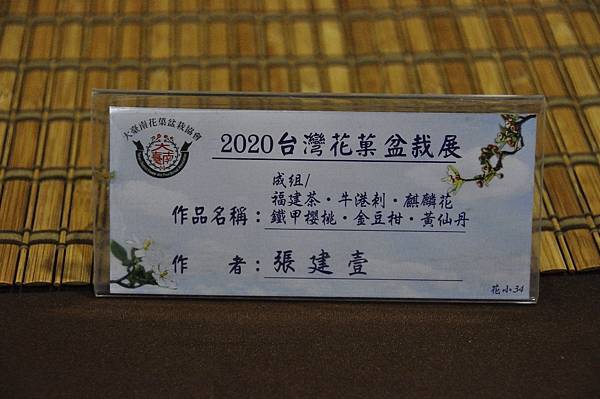 大臺南花菓盆栽協會
2020台灣花菓盆栽展
成組/
福建茶·牛港刺·麒麟花
作品名稱：鐵甲櫻桃·金豆柑·黃仙丹
作 者：張建壹
花小34